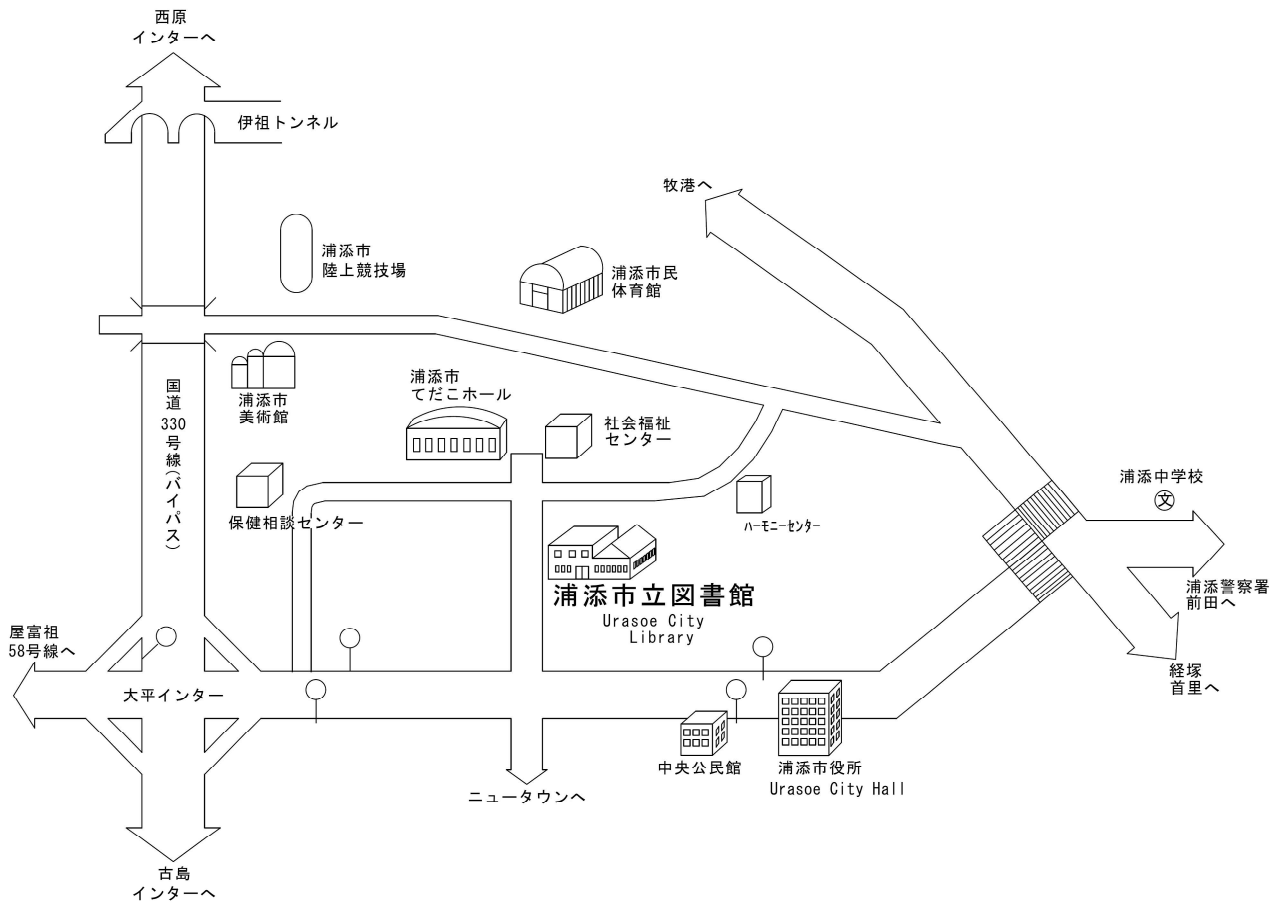 西原
インターへ
伊祖トンネル
牧港へ
浦添市
陸上競技場
浦添市民
体育館
国道330号線(バイパス)
浦添市
美術館
浦添市
てだこホール
社会福祉
センター
保健相談センター
ハーモニーセンター
浦添中学校
文
浦添市立図書館
Urasoe City
Library
浦添警察署
前田へ
屋富祖
58号線へ
大平インター
経塚
首里へ
中央公民館
浦添市役所
Urasoe City Hall
ニュータウンへ
古島
インターへ